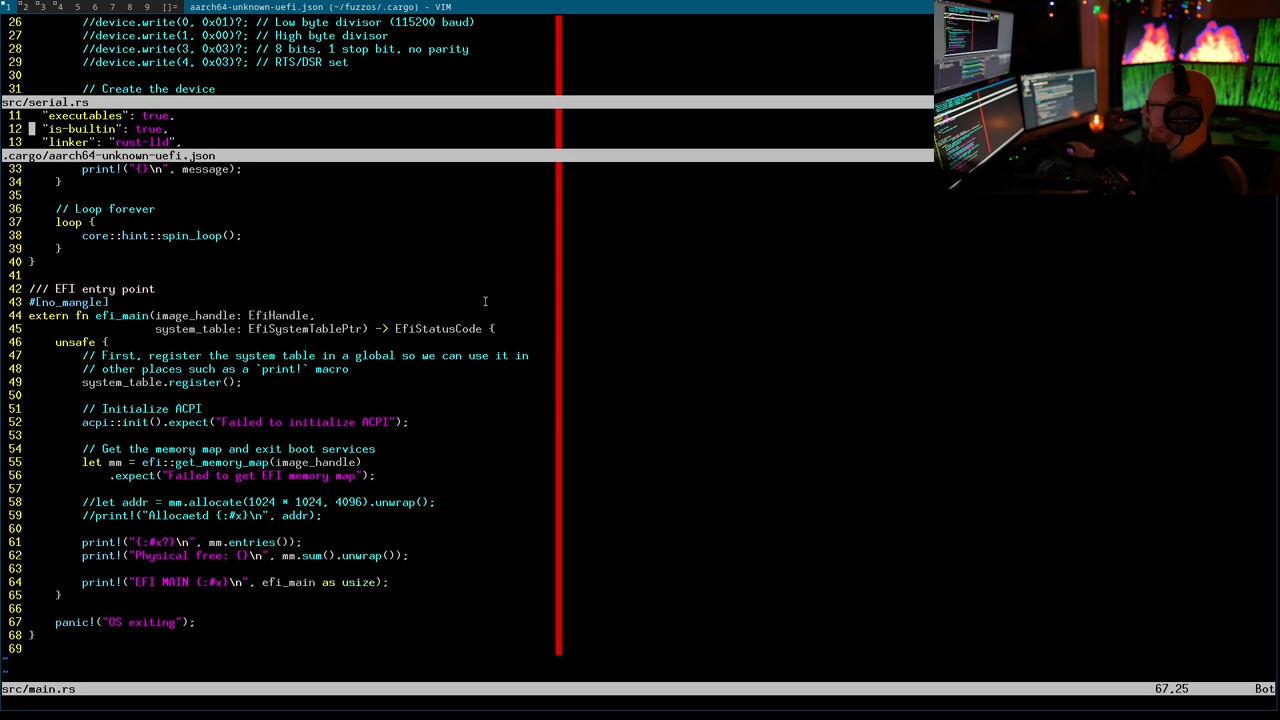 1 2 3 4 5 6 7 8 9 []= aarch64-unknown-uefi.json (~/fuzzos/.cargo) - VIM
26 //device.write(0, 0x01)?; // Low byte divisor (115200 baud)
27 //device.write(1, 0x00)?; // High byte divisor
28 //device.write(3, 0x03)?; // 8 bits, 1 stop bit, no parity
29 //device.write(4, 0x03)?; // RTS/DSR set
30
31 // Create the device
src/serial.rs
11 "executables": true,
12 "is-builtin": true,
13 "linker": "rust-lld",
.cargo/aarch64-unknown-uefi.json
33 print!("{}\n", message);
34 }
35
36 // Loop forever
37 loop {
38 core::hint::spin_loop();
39 }
40 }
41
42 /// EFI entry point
43 #[no_mangle]
44 extern fn efi_main(image_handle: EfiHandle,
45 system_table: EfiSystemTablePtr) -> EfiStatusCode {
46 unsafe {
47 // First, register the system table in a global so we can use it in
48 // other places such as a `print!` macro
49 system_table.register();
50
51 // Initialize ACPI
52 acpi::init().expect("Failed to initialize ACPI");
53
54 // Get the memory map and exit boot services
55 let mm = efi::get_memory_map(image_handle)
56 .expect("Failed to get EFI memory map");
57
58 //let addr = mm.allocate(1024 * 1024, 4096).unwrap();
59 //print!("Allocaetd {:#x}\n", addr);
60
61 print!("{:#x?}\n", mm.entries());
62 print!("Physical free: {}\n", mm.sum().unwrap());
63
64 print!("EFI MAIN {:#x}\n", efi_main as usize);
65 }
66
67 panic!("OS exiting");
68 }
69
~
~
src/main.rs 67,25 Bot